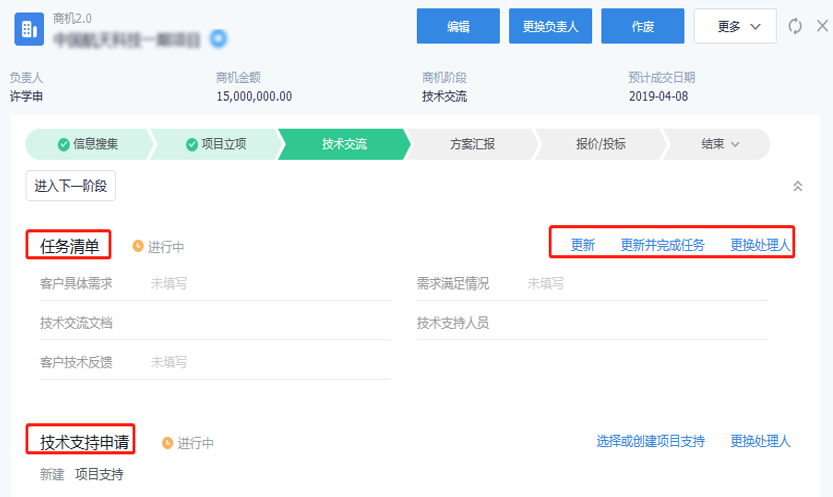 商机2.0
编辑 更换负责人 作废 更多
负责人 商机金额 商机阶段 预计成交日期
许学申 15,000,000.00 技术交流 2019-04-08
信息搜集 项目立项 技术交流 方案汇报 报价/投标 结束
进入下一阶段
任务清单 进行中 更新 更新并完成任务 更换处理人
客户具体需求 未填写 需求满足情况 未填写
技术交流文档 技术支持人员
客户技术反馈 未填写
技术支持申请 进行中 选择或创建项目支持 更换处理人
新建 项目支持